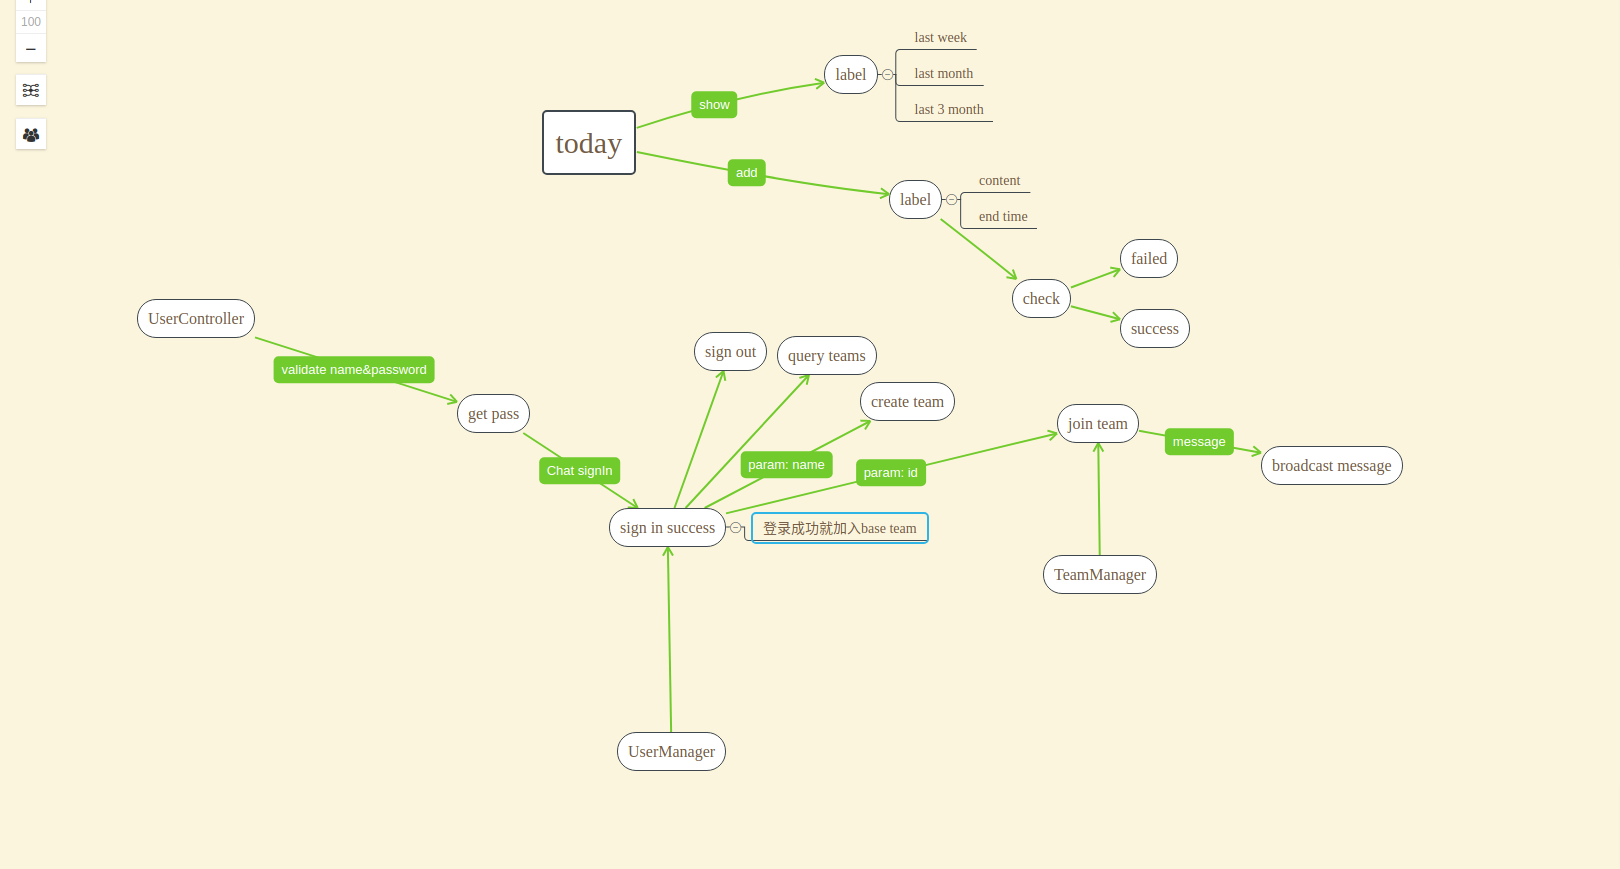 100
last week
label
last month
show
last 3 month
today
add
content
label
end time
failed
check
success
UserController
sign out
query teams
validate name&password
create team
get pass
join team
message
param: name
broadcast message
Chat signIn
param: id
sign in success
登录成功就加入base team
TeamManager
UserManager